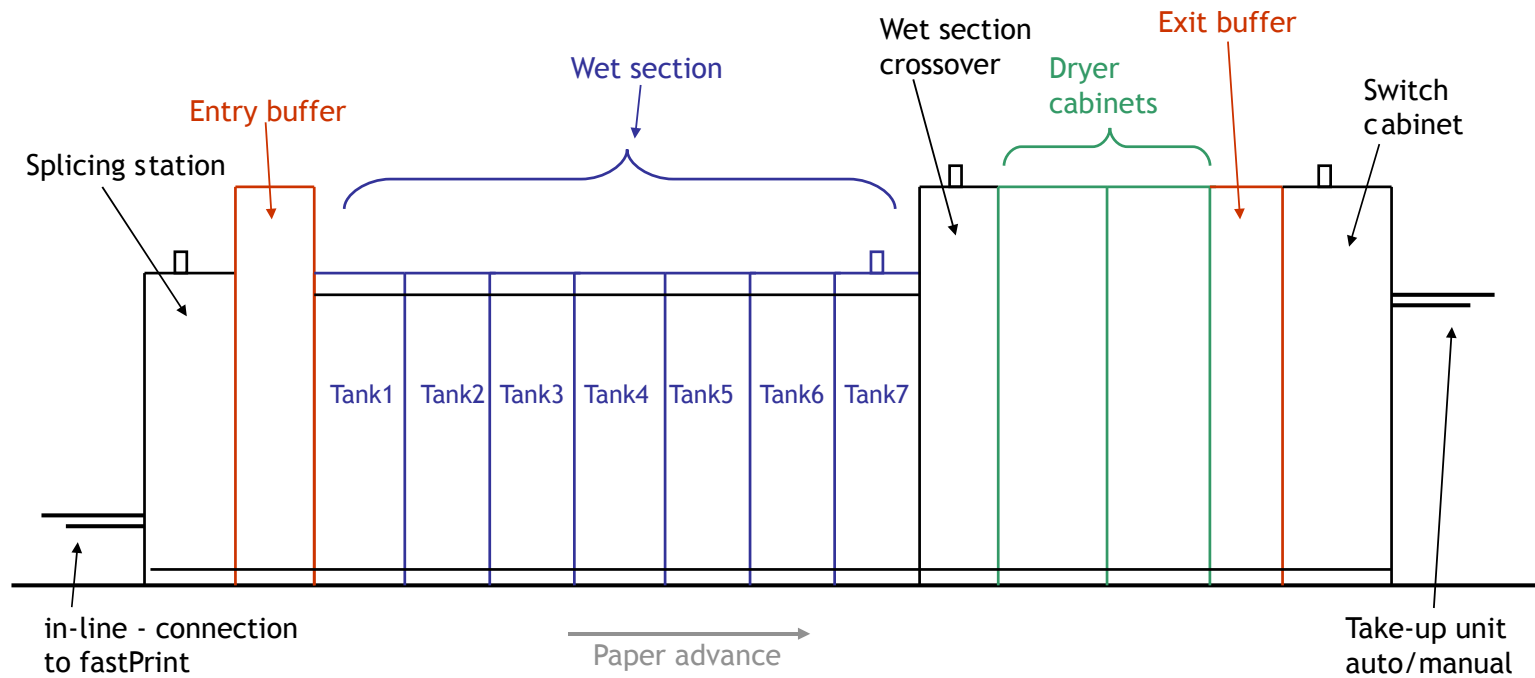 Exit buffer
Wet section
crossover
Wet section
Dryer
cabinets
Switch
cabinet
Entry buffer
Splicing station
Tank1
Tank2
Tank3
Tank4
Tank5
Tank6
Tank7
in-line - connection
to fastPrint
Paper advance
Take-up unit
auto/manual